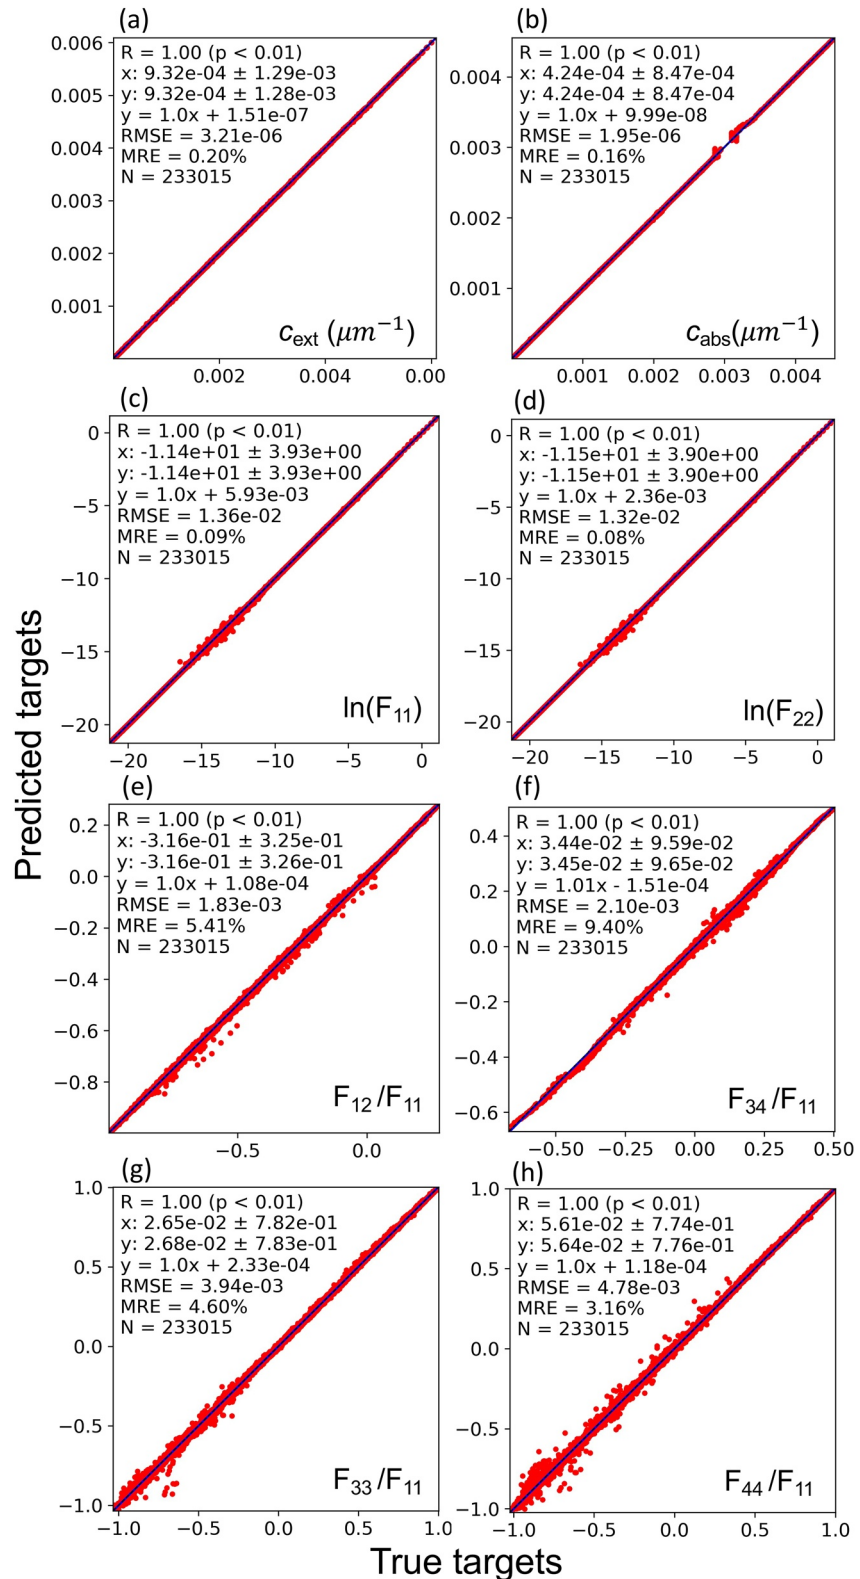 (a)
R = 1.00 (p < 0.01)
x: 9.32e-04 ± 1.29e-03
y: 9.32e-04 ± 1.28e-03
y = 1.0x + 1.51e-07
RMSE = 3.21e-06
MRE = 0.20%
N = 233015
0.006
0.005
0.004
0.003
0.002
0.001
c_ext (μm⁻¹)
0.002 0.004 0.00
(b)
R = 1.00 (p < 0.01)
x: 4.24e-04 ± 8.47e-04
y: 4.24e-04 ± 8.47e-04
y = 1.0x + 9.99e-08
RMSE = 1.95e-06
MRE = 0.16%
N = 233015
0.004
0.003
0.002
0.001
c_abs(μm⁻¹)
0.001 0.002 0.003 0.004
(c)
R = 1.00 (p < 0.01)
x: -1.14e+01 ± 3.93e+00
y: -1.14e+01 ± 3.93e+00
y = 1.0x + 5.93e-03
RMSE = 1.36e-02
MRE = 0.09%
N = 233015
0
−5
−10
−15
−20
ln(F₁₁)
−20 −15 −10 −5 0
(d)
R = 1.00 (p < 0.01)
x: -1.15e+01 ± 3.90e+00
y: -1.15e+01 ± 3.90e+00
y = 1.0x + 2.36e-03
RMSE = 1.32e-02
MRE = 0.08%
N = 233015
0
−5
−10
−15
−20
ln(F₂₂)
−20 −15 −10 −5 0
Predicted targets
(e)
R = 1.00 (p < 0.01)
x: -3.16e-01 ± 3.25e-01
y: -3.16e-01 ± 3.26e-01
y = 1.0x + 1.08e-04
RMSE = 1.83e-03
MRE = 5.41%
N = 233015
0.2
0.0
−0.2
−0.4
−0.6
−0.8
F₁₂/F₁₁
−0.5 0.0
(f)
R = 1.00 (p < 0.01)
x: 3.44e-02 ± 9.59e-02
y: 3.45e-02 ± 9.65e-02
y = 1.01x - 1.51e-04
RMSE = 2.10e-03
MRE = 9.40%
N = 233015
0.4
0.2
0.0
−0.2
−0.4
−0.6
F₃₄/F₁₁
−0.50 −0.25 0.00 0.25 0.50
(g)
R = 1.00 (p < 0.01)
x: 2.65e-02 ± 7.82e-01
y: 2.68e-02 ± 7.83e-01
y = 1.0x + 2.33e-04
RMSE = 3.94e-03
MRE = 4.60%
N = 233015
1.0
0.5
0.0
−0.5
−1.0
F₃₃/F₁₁
−1.0 −0.5 0.0 0.5 1.0
(h)
R = 1.00 (p < 0.01)
x: 5.61e-02 ± 7.74e-01
y: 5.64e-02 ± 7.76e-01
y = 1.0x + 1.18e-04
RMSE = 4.78e-03
MRE = 3.16%
N = 233015
1.0
0.5
0.0
−0.5
−1.0
F₄₄/F₁₁
−1.0 −0.5 0.0 0.5 1.0
True targets